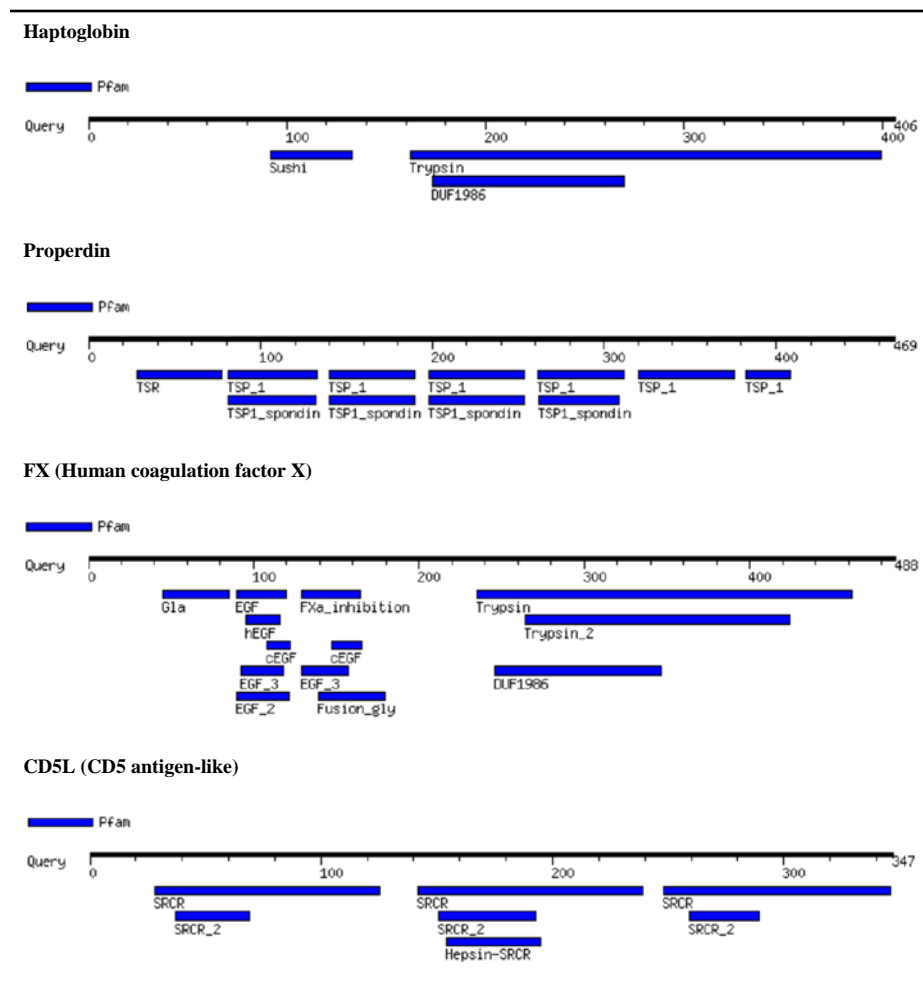 Haptoglobin
Pfam
Query 0 100 200 300 400 406
Sushi Trypsin
DUF1986
Properdin
Pfam
Query 0 100 200 300 400 469
TSR TSP_1 TSP_1 TSP_1 TSP_1 TSP_1 TSP_1
TSP1_spondin TSP1_spondin TSP1_spondin TSP1_spondin
FX (Human coagulation factor X)
Pfam
Query 0 100 200 300 400 488
Gla EGF FXa_inhibition Trypsin
hEGF Trypsin_2
cEGF cEGF
EGF_3 EGF_3 DUF1986
EGF_2 Fusion_gly
CD5L (CD5 antigen-like)
Pfam
Query 0 100 200 300 347
SRCR SRCR SRCR
SRCR_2 SRCR_2 SRCR_2
Hepsin-SRCR